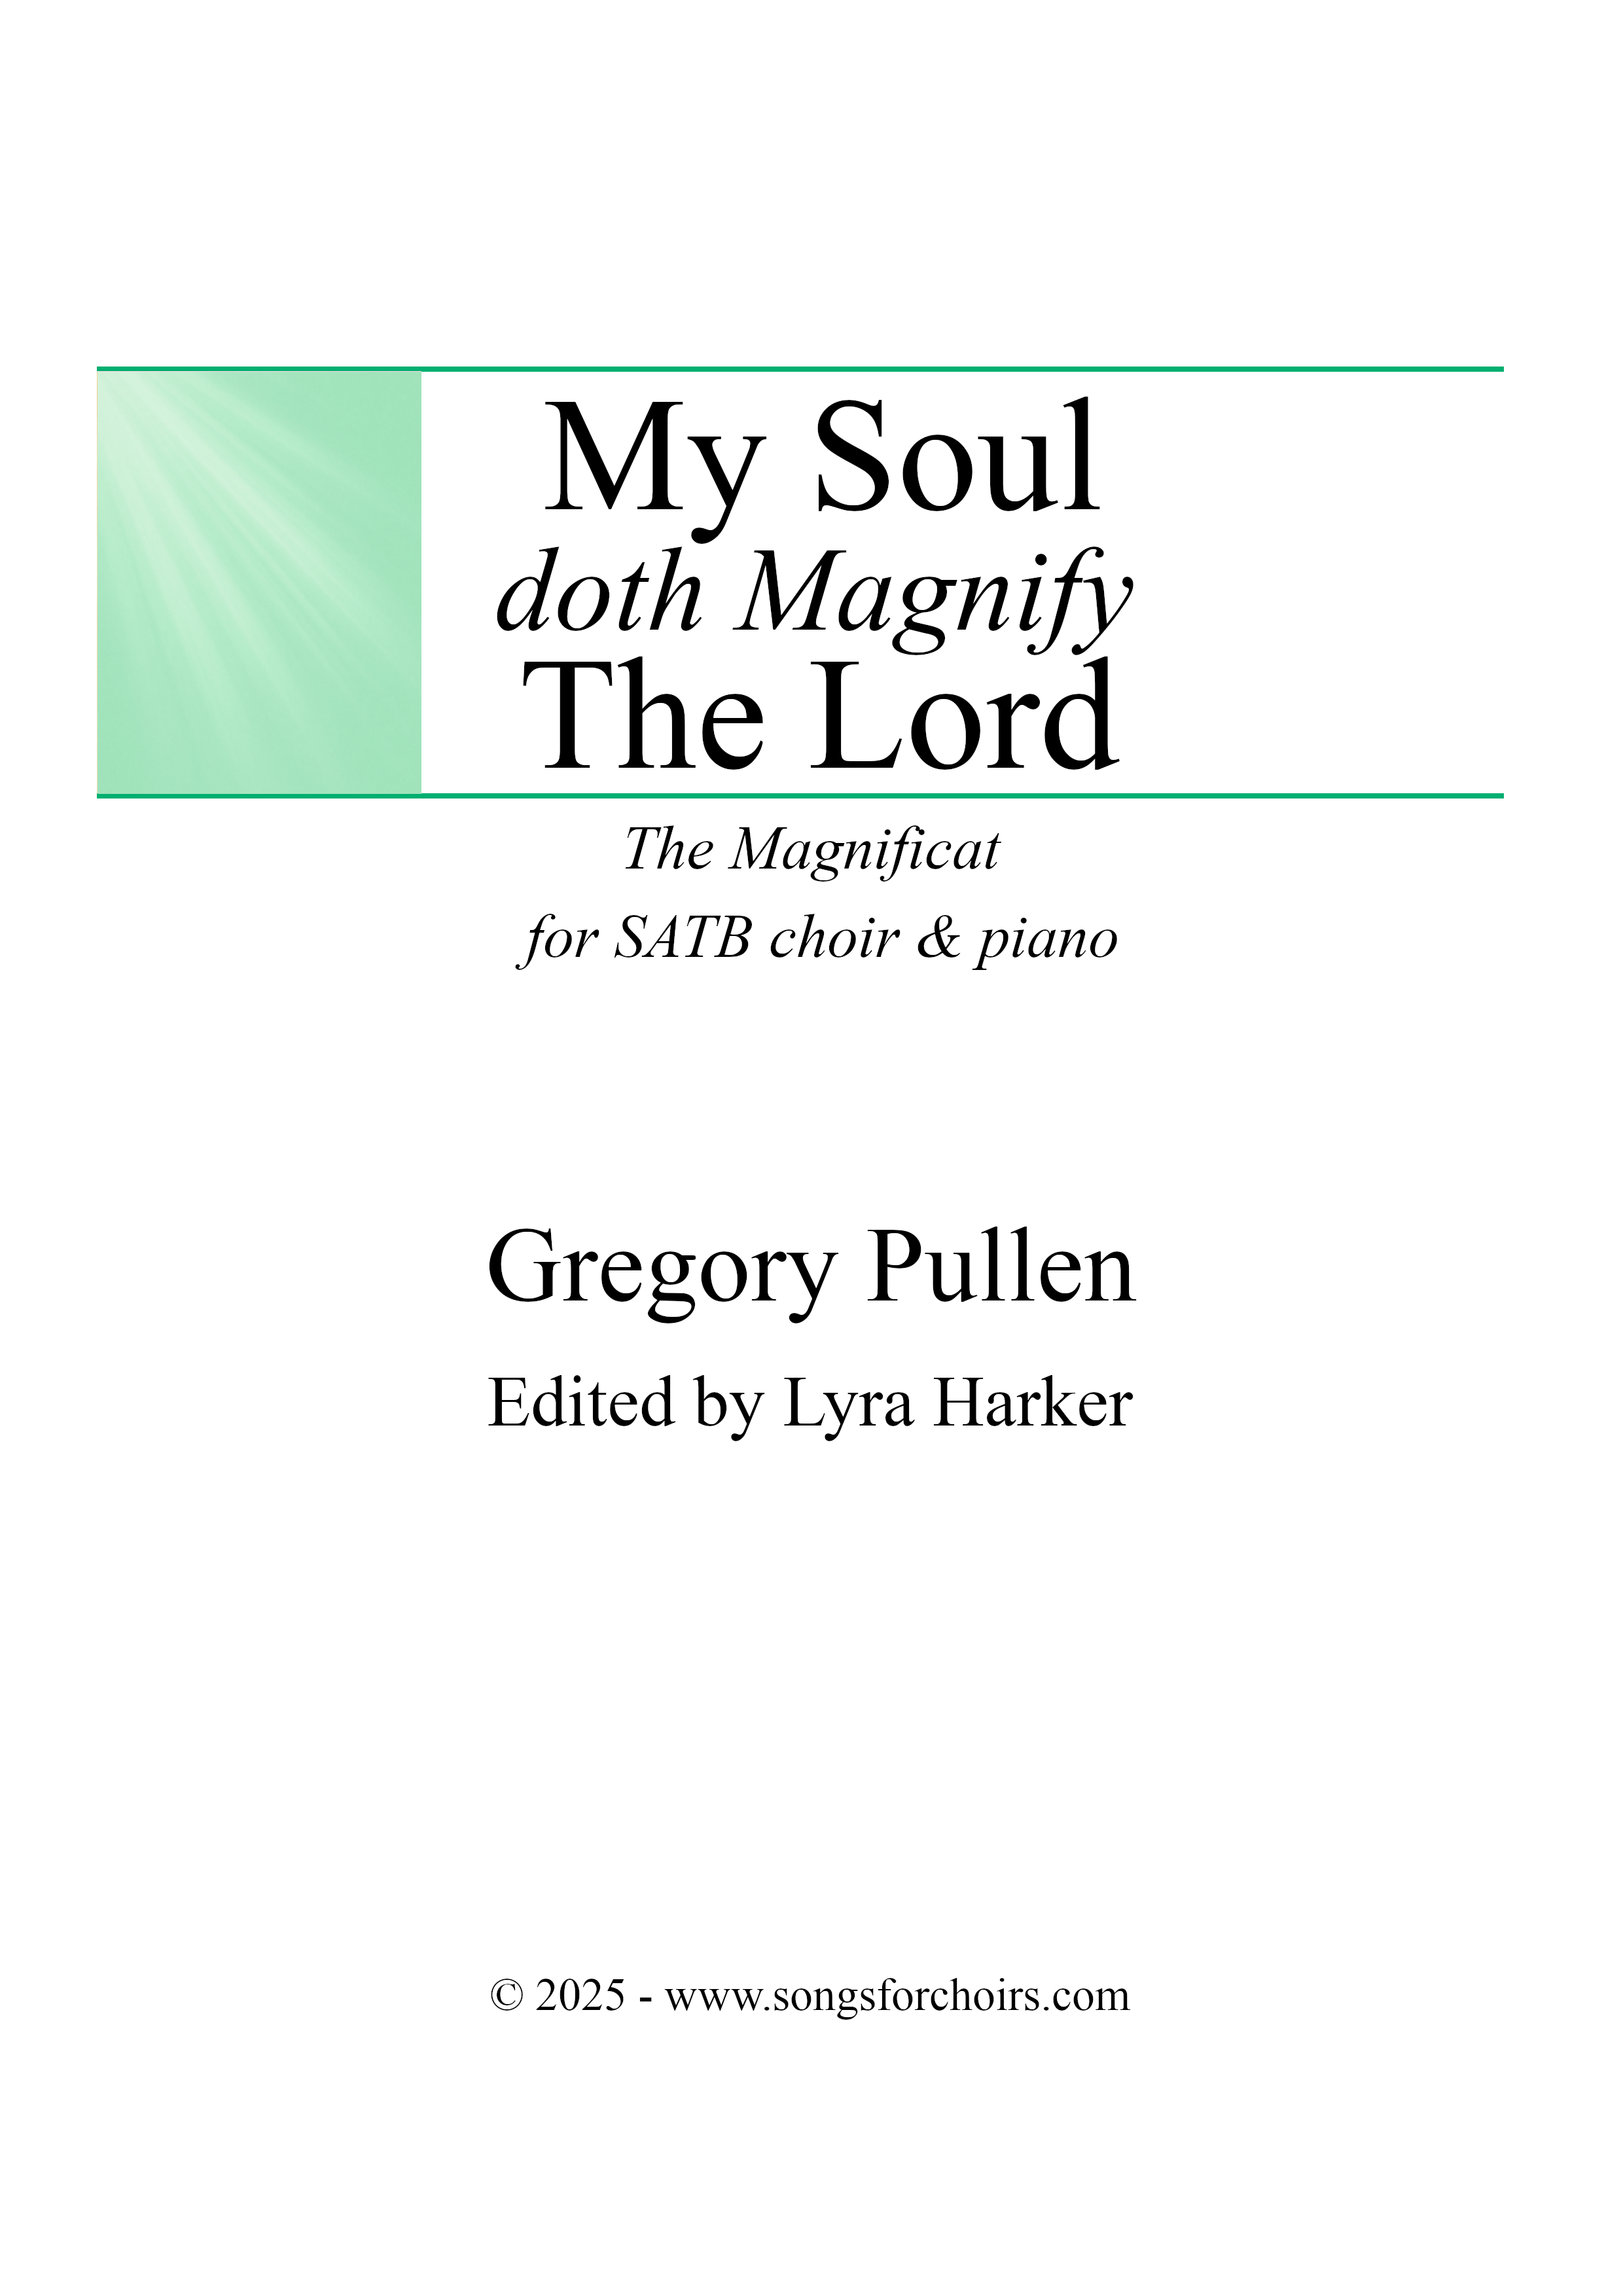 My Soul
doth Magnify
The Lord
The Magnificat
for SATB choir & piano
Gregory Pullen
Edited by Lyra Harker
© 2025 - www.songsforchoirs.com